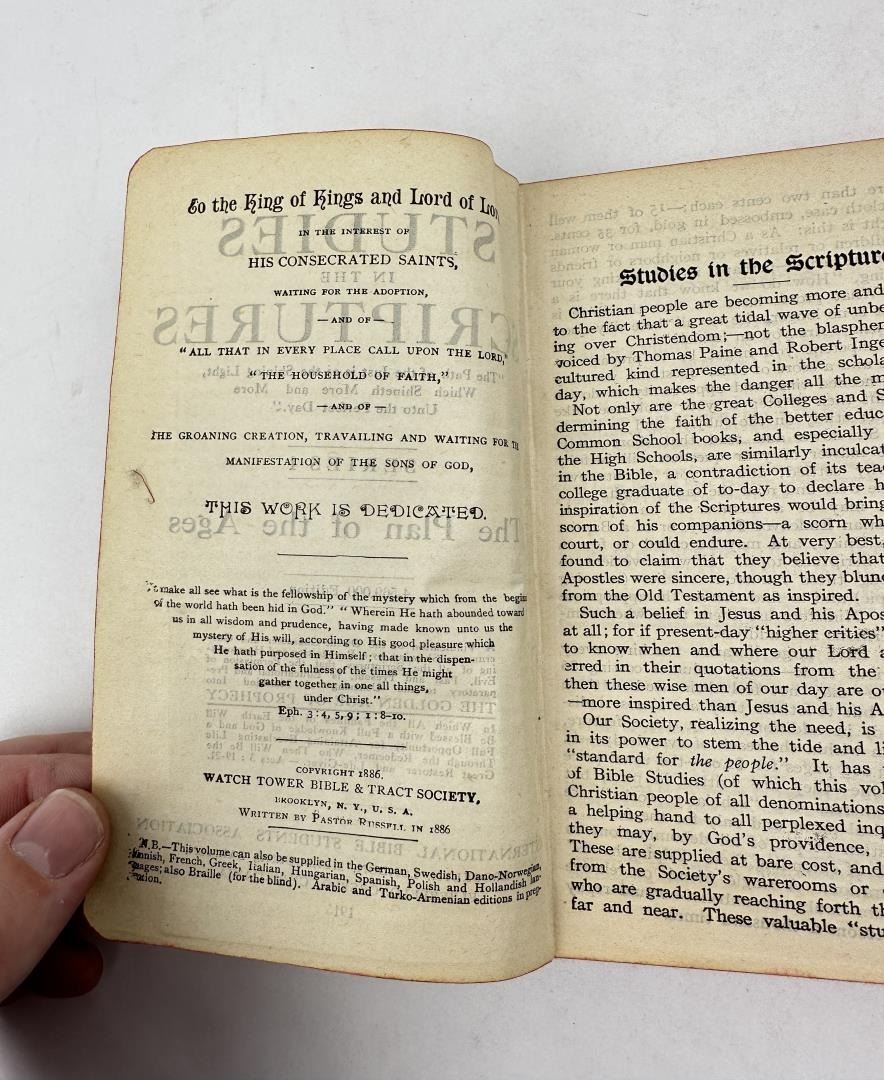 To the King of Kings and Lord of Lor
IN THE INTEREST OF
HIS CONSECRATED SAINTS,
WAITING FOR THE ADOPTION,
—AND OF—
"ALL THAT IN EVERY PLACE CALL UPON THE LORD,"
"THE HOUSEHOLD OF FAITH,"
—AND OF—
THE GROANING CREATION, TRAVAILING AND WAITING FOR THE
MANIFESTATION OF THE SONS OF GOD,
THIS WORK IS DEDICATED.
"To make all see what is the fellowship of the mystery which from the begin
of the world hath been hid in God." "Wherein He hath abounded toward
us in all wisdom and prudence, having made known unto us the
mystery of His will, according to His good pleasure which
He hath purposed in Himself; that in the dispen-
sation of the fulness of the times He might
gather together in one all things,
under Christ."
Eph. 3:4, 5, 9; 1:8-10.
COPYRIGHT 1886.
WATCH TOWER BIBLE & TRACT SOCIETY,
BROOKLYN, N. Y., U. S. A.
WRITTEN BY PASTOR RUSSELL IN 1886
N.B.—This volume can also be supplied in the German, Swedish, Dano-Norwegian,
Finnish, French, Greek, Italian, Hungarian, Spanish, Polish and Hollandish lan-
guages; also Braille (for the blind). Arabic and Turko-Armenian editions in prep-
aration.
Studies in the Scripture
Christian people are becoming more and
to the fact that a great tidal wave of unbe
ing over Christendom;—not the blasphem
voiced by Thomas Paine and Robert Inge
cultured kind represented in the schola
day, which makes the danger all the m
Not only are the great Colleges and S
dermining the faith of the better educ
Common School books, and especially
the High Schools, are similarly inculcat
in the Bible, a contradiction of its teac
college graduate of to-day to declare h
inspiration of the Scriptures would bring
scorn of his companions—a scorn wh
court, or could endure. At very best,
found to claim that they believe that
Apostles were sincere, though they blun
from the Old Testament as inspired.
Such a belief in Jesus and his Apos
at all; for if present-day "higher critics"
to know when and where our Lord a
erred in their quotations from the
then these wise men of our day are o
—more inspired than Jesus and his A
Our Society, realizing the need, is
in its power to stem the tide and li
"standard for the people." It has
of Bible Studies (of which this vol
Christian people of all denominations
a helping hand to all perplexed inq
they may, by God's providence,
These are supplied at bare cost, and
from the Society's warerooms or
who are gradually reaching forth th
far and near. These valuable "stu